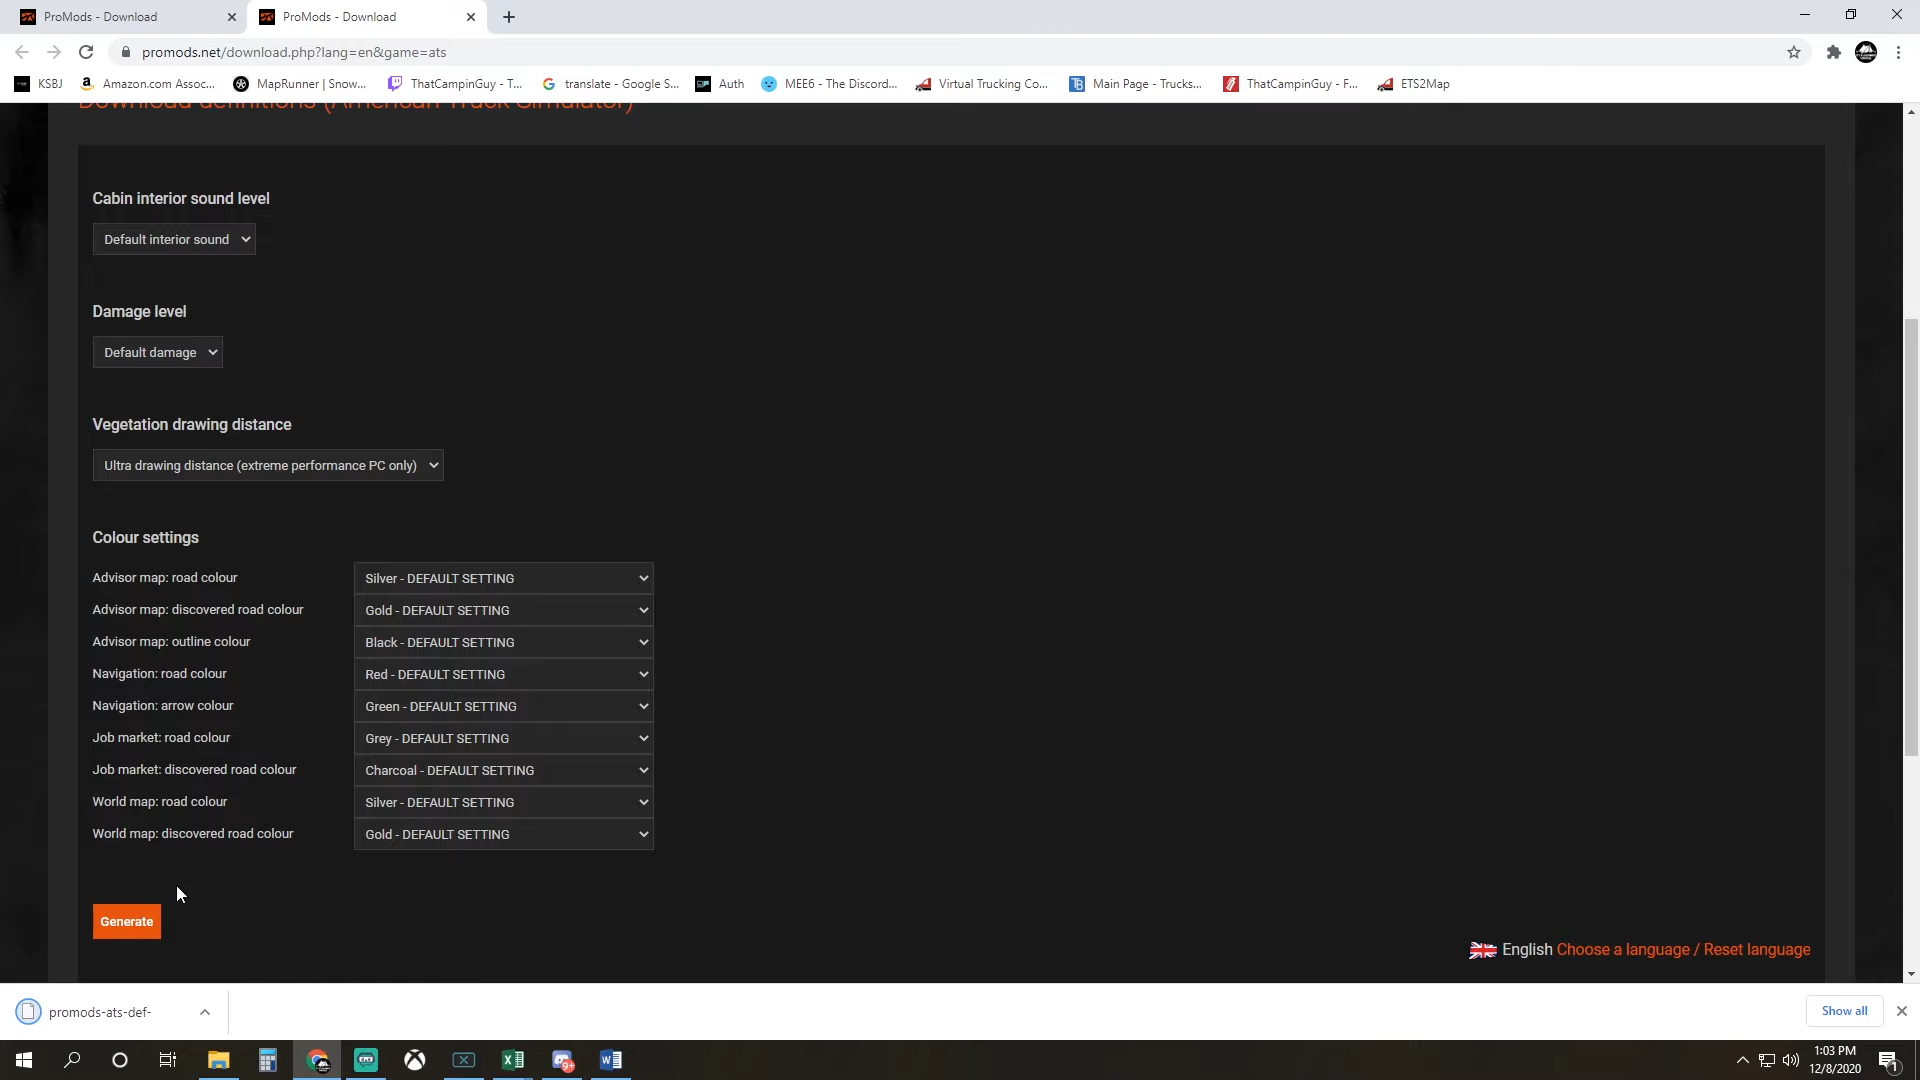 ProMods - Download
ProMods - Download
promods.net/download.php?lang=en&game=ats
KSBJ
Amazon.com Assoc...
MapRunner | Snow...
ThatCampinGuy - T...
translate - Google S...
Auth
MEE6 - The Discord...
Virtual Trucking Co...
Main Page - Trucks...
ThatCampinGuy - F...
ETS2Map
Download definitions (American Truck Simulator)
Cabin interior sound level
Default interior sound
Damage level
Default damage
Vegetation drawing distance
Ultra drawing distance (extreme performance PC only)
Colour settings
Advisor map: road colour Silver - DEFAULT SETTING
Advisor map: discovered road colour Gold - DEFAULT SETTING
Advisor map: outline colour Black - DEFAULT SETTING
Navigation: road colour Red - DEFAULT SETTING
Navigation: arrow colour Green - DEFAULT SETTING
Job market: road colour Grey - DEFAULT SETTING
Job market: discovered road colour Charcoal - DEFAULT SETTING
World map: road colour Silver - DEFAULT SETTING
World map: discovered road colour Gold - DEFAULT SETTING
Generate
English Choose a language / Reset language
promods-ats-def-
Show all
1:03 PM
12/8/2020